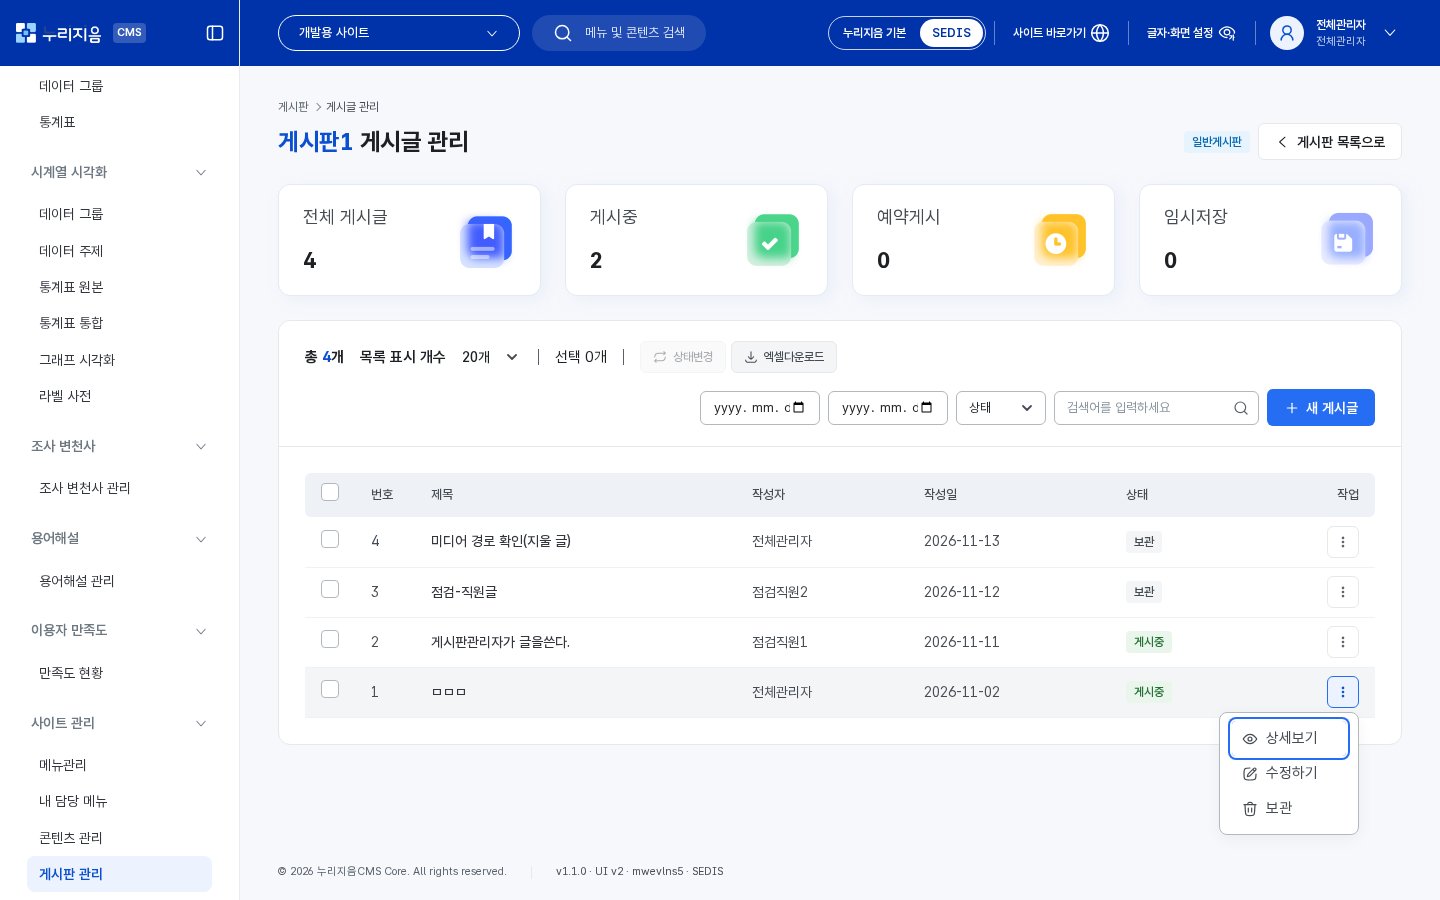 누리지음 CMS
개발용 사이트
메뉴 및 콘텐츠 검색
누리지음 기본
SEDIS
사이트 바로가기
글자·화면 설정
전체관리자
전체관리자
데이터 그룹
통계표
시계열 시각화
데이터 그룹
데이터 주제
통계표 원본
통계표 통합
그래프 시각화
라벨 사전
조사 변천사
조사 변천사 관리
용어해설
용어해설 관리
이용자 만족도
만족도 현황
사이트 관리
메뉴관리
내 담당 메뉴
콘텐츠 관리
게시판 관리
게시판 > 게시글 관리
게시판1 게시글 관리
일반게시판
게시판 목록으로
전체 게시글
4
게시중
2
예약게시
0
임시저장
0
총 4개 목록 표시 개수 20개 선택 0개 상태변경 엑셀다운로드
yyyy. mm. d yyyy. mm. d 상태 검색어를 입력하세요 새 게시글
번호 제목 작성자 작성일 상태 작업
4 미디어 경로 확인(지울 글) 전체관리자 2026-11-13 보관
3 점검-직원글 점검직원2 2026-11-12 보관
2 게시판관리자가 글을쓴다. 점검직원1 2026-11-11 게시중
1 ㅁㅁㅁ 전체관리자 2026-11-02 게시중
상세보기
수정하기
보관
© 2026 누리지음CMS Core. All rights reserved. v1.1.0 · UI v2 · mwevlns5 · SEDIS